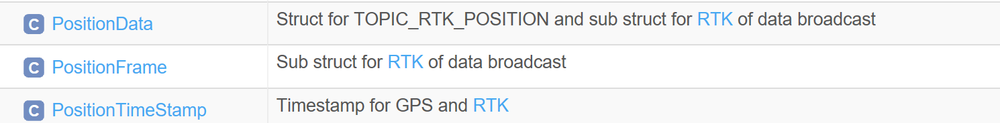 C PositionData Struct for TOPIC_RTK_POSITION and sub struct for RTK of data broadcast
C PositionFrame Sub struct for RTK of data broadcast
C PositionTimeStamp Timestamp for GPS and RTK